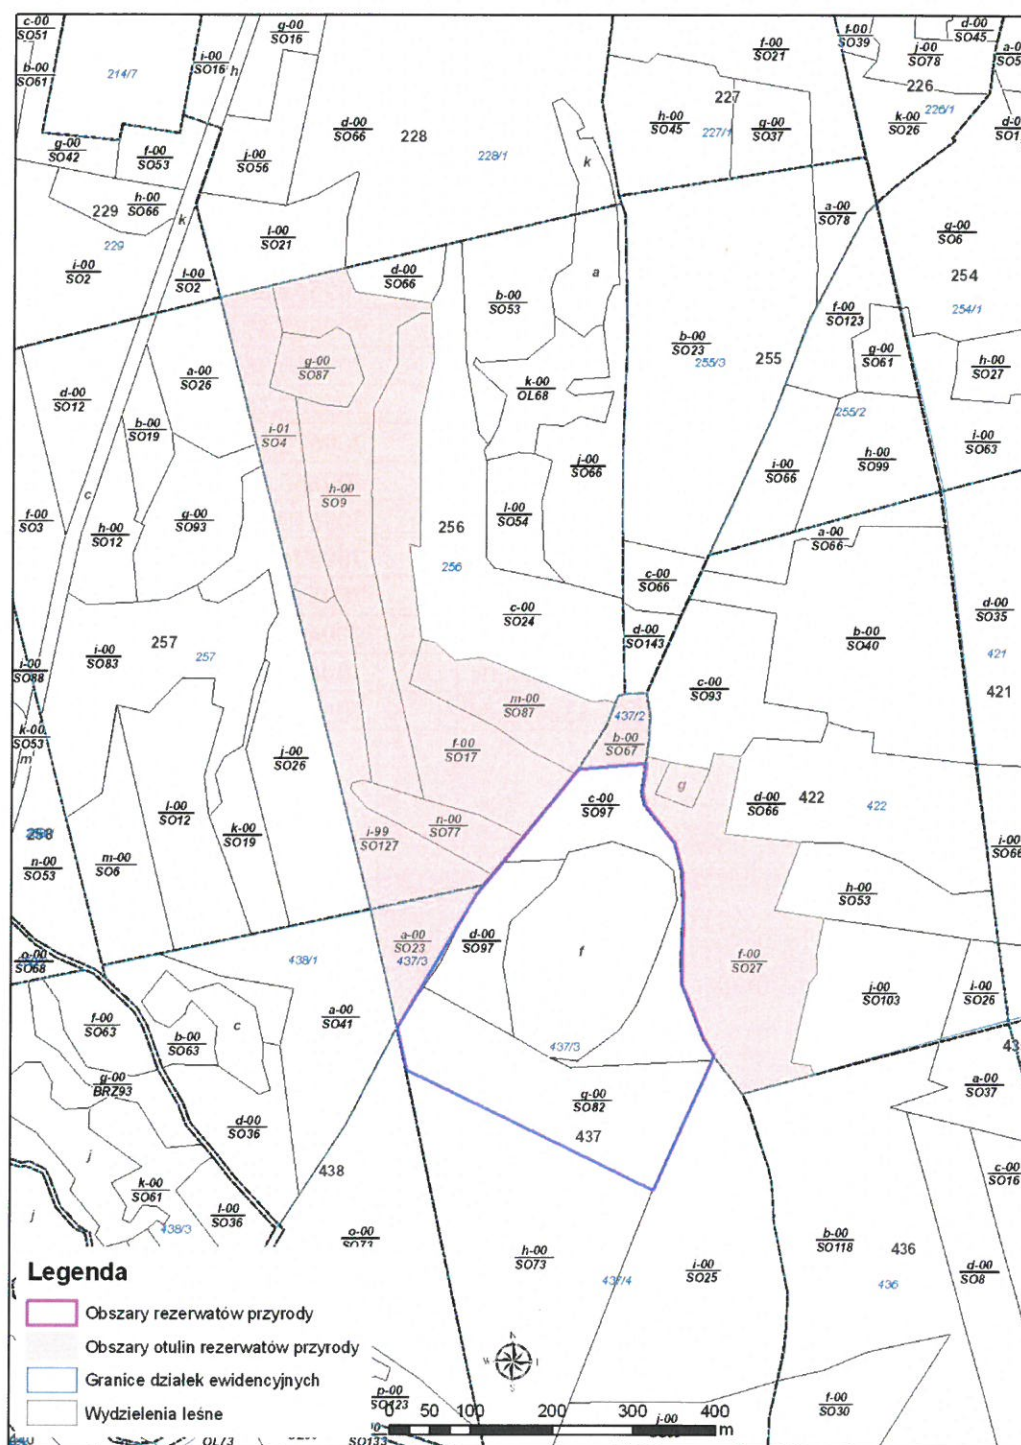 c-00
SO51
g-00
SO16
f-00
SO39
d-00
SO45
b-00
SO61
214/7
i-00
SO16
h
f-00
SO21
j-00
SO78
226
d-00
SO66
228
h-00
SO45
227
227/1
g-00
SO37
k-00
SO26
226/1
g-00
SO42
f-00
SO53
j-00
SO56
228/1
k
h-00
SO66
229
k
a-00
SO78
229
l-00
SO21
g-00
SO6
i-00
SO2
l-00
SO2
d-00
SO66
a
254
b-00
SO53
f-00
SO123
254/1
b-00
SO23
255/3
255
g-00
SO61
h-00
SO27
g-00
SO87
a-00
SO26
k-00
OL68
d-00
SO12
255/2
b-00
SO19
i-01
SO4
i-00
SO63
j-00
SO66
i-00
SO66
h-00
SO99
h-00
SO9
c
f-00
SO3
h-00
SO12
g-00
SO93
l-00
SO54
256
a-00
SO66
256
c-00
SO66
c-00
SO24
d-00
SO35
d-00
SO143
b-00
SO40
257
i-00
SO83
257
421
i-00
SO88
c-00
SO93
421
m-00
SO87
437/2
k-00
SO53
m
j-00
SO26
f-00
SO17
b-00
SO67
g
c-00
SO97
d-00
SO66
422
422
l-00
SO12
n-00
SO77
258
k-00
SO19
i-99
SO127
i-00
SO66
n-00
SO53
m-00
SO6
h-00
SO53
a-00
SO23
d-00
SO97
f
o-00
SO68
438/1
437/3
f-00
SO27
j-00
SO103
i-00
SO26
c
a-00
SO41
f-00
SO63
b-00
SO63
437/3
g-00
BRZ93
g-00
SO82
a-00
SO37
d-00
SO36
437
j
438
k-00
SO61
c-00
SO16
j
l-00
SO36
438/3
o-00
SO73
h-00
SO73
b-00
SO118
436
437/4
i-00
SO25
436
d-00
SO8
Legenda
Obszary rezerwatów przyrody
Obszary otulin rezerwatów przyrody
Granice działek ewidencyjnych
Wydzielenia leśne
N
W
S
p-00
SO123
f-00
SO30
0 50 100 200 300 400
m
j-00
OL73
SO133